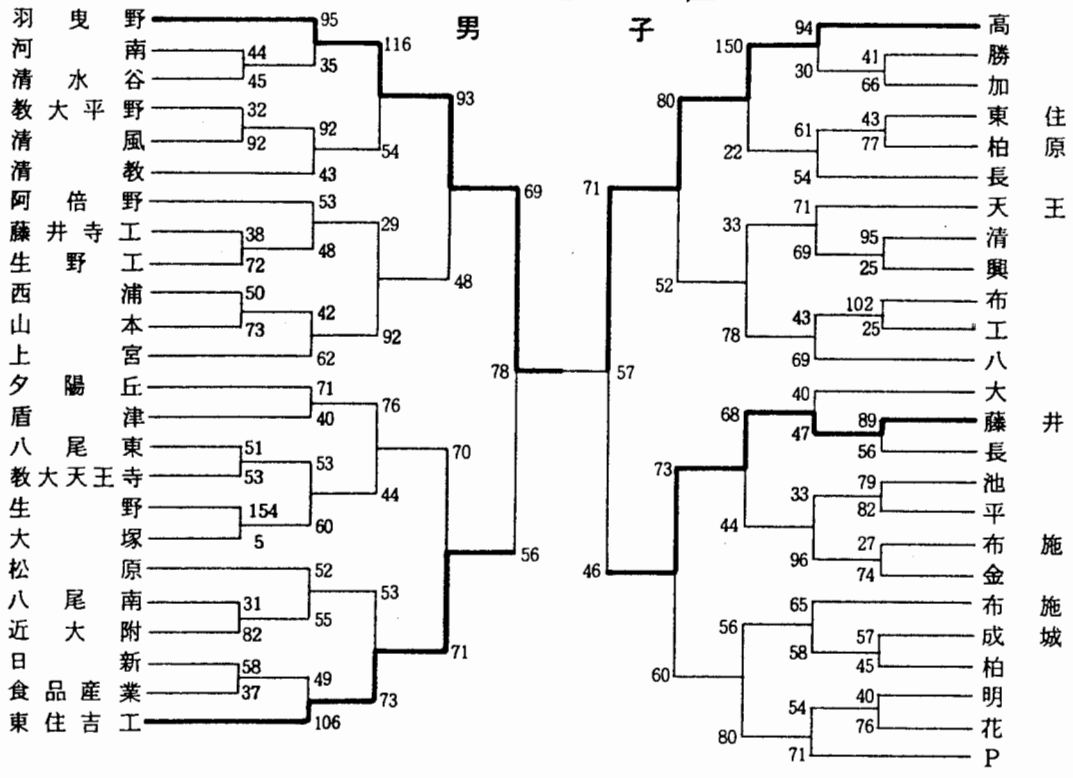 男子
羽曳野
河南
清水谷
教大平野
清風
清教
阿倍野
藤井寺工
生野工
西浦
山本
上宮
夕陽丘
盾津
八尾東
教大天王寺
生野
大塚
松原
八尾南
近大附
日新
食品産業
東住吉工
95
44
45
35
116
32
92
92
43
54
93
53
38
72
48
29
50
73
42
62
92
48
69
71
40
76
51
53
53
154
5
60
44
70
52
31
82
55
53
58
37
49
106
73
71
56
78
57
71
46
80
52
150
22
94
30
41
66
61
43
77
54
33
78
71
69
95
25
43
102
25
69
73
60
68
44
40
47
89
56
33
79
82
96
27
74
56
80
65
58
57
45
54
40
76
71
高
勝
加
東住
柏原
長
天王
清
興
布
工
八
大
藤井
長
池
平
布施
金
布施
成城
柏
明
花
P